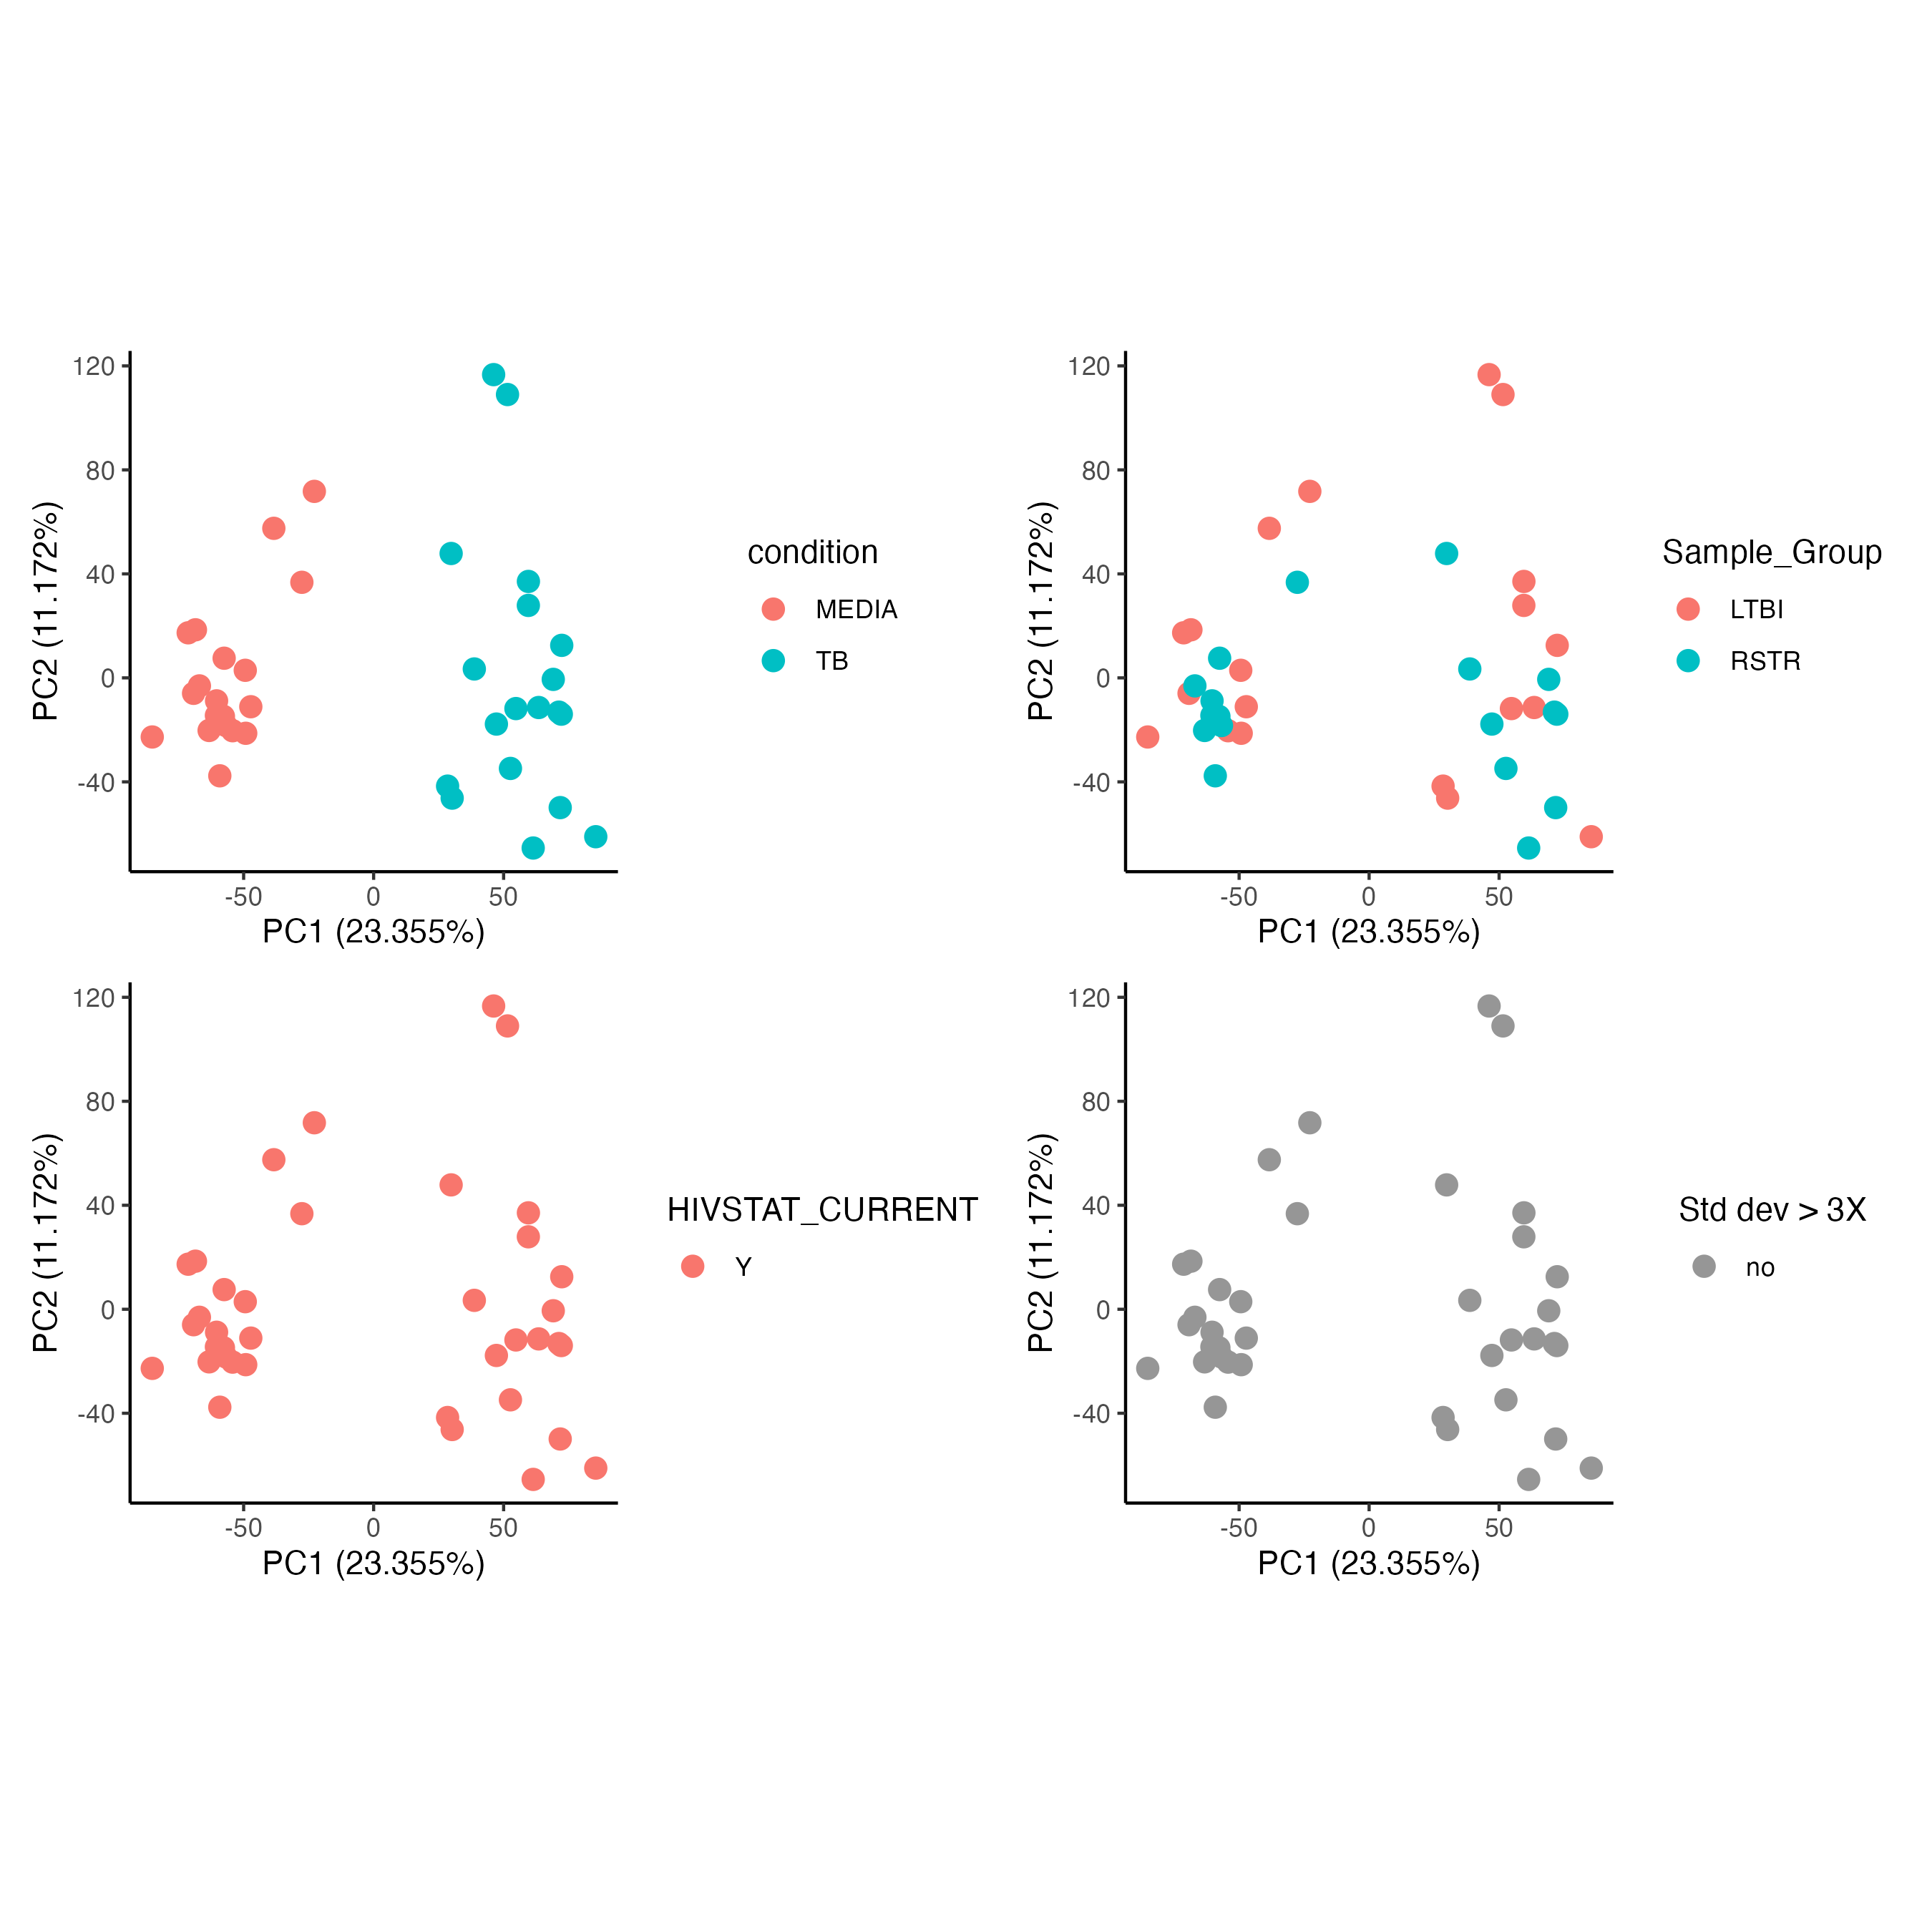 120
80
40
0
-40
PC2 (11.172%)
-50 0 50
PC1 (23.355%)
condition
MEDIA
TB
120
80
40
0
-40
PC2 (11.172%)
-50 0 50
PC1 (23.355%)
Sample_Group
LTBI
RSTR
120
80
40
0
-40
PC2 (11.172%)
-50 0 50
PC1 (23.355%)
HIVSTAT_CURRENT
Y
120
80
40
0
-40
PC2 (11.172%)
-50 0 50
PC1 (23.355%)
Std dev > 3X
no